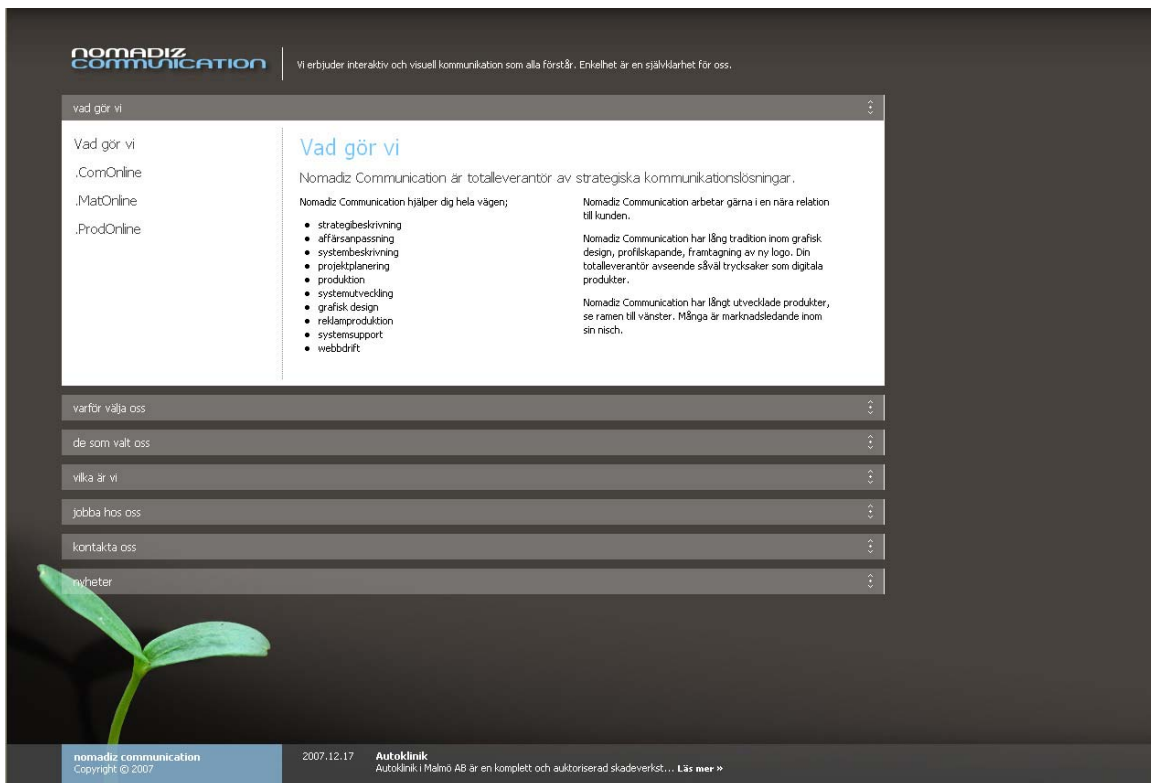 nomadiz
communication
Vi erbjuder interaktiv och visuell kommunikation som alla förstår. Enkelhet är en självklarhet för oss.
vad gör vi
Vad gör vi
.ComOnline
.MatOnline
.ProdOnline
Vad gör vi
Nomadiz Communication är totalleverantör av strategiska kommunikationslösningar.
Nomadiz Communication hjälper dig hela vägen;
• strategibeskrivning
• affärsanpassning
• systembeskrivning
• projektplanering
• produktion
• systemutveckling
• grafisk design
• reklamproduktion
• systemsupport
• webbdrift
Nomadiz Communication arbetar gärna i en nära relation
till kunden.
Nomadiz Communication har lång tradition inom grafisk
design, profilskapande, framtagning av ny logo. Din
totalleverantör avseende såväl trycksaker som digitala
produkter.
Nomadiz Communication har långt utvecklade produkter,
se ramen till vänster. Många är marknadsledande inom
sin nisch.
varför välja oss
de som valt oss
vilka är vi
jobba hos oss
kontakta oss
nyheter
nomadiz communication
Copyright © 2007
2007.12.17 Autoklinik
Autoklinik i Malmö AB är en komplett och auktoriserad skadeverkst... Läs mer »